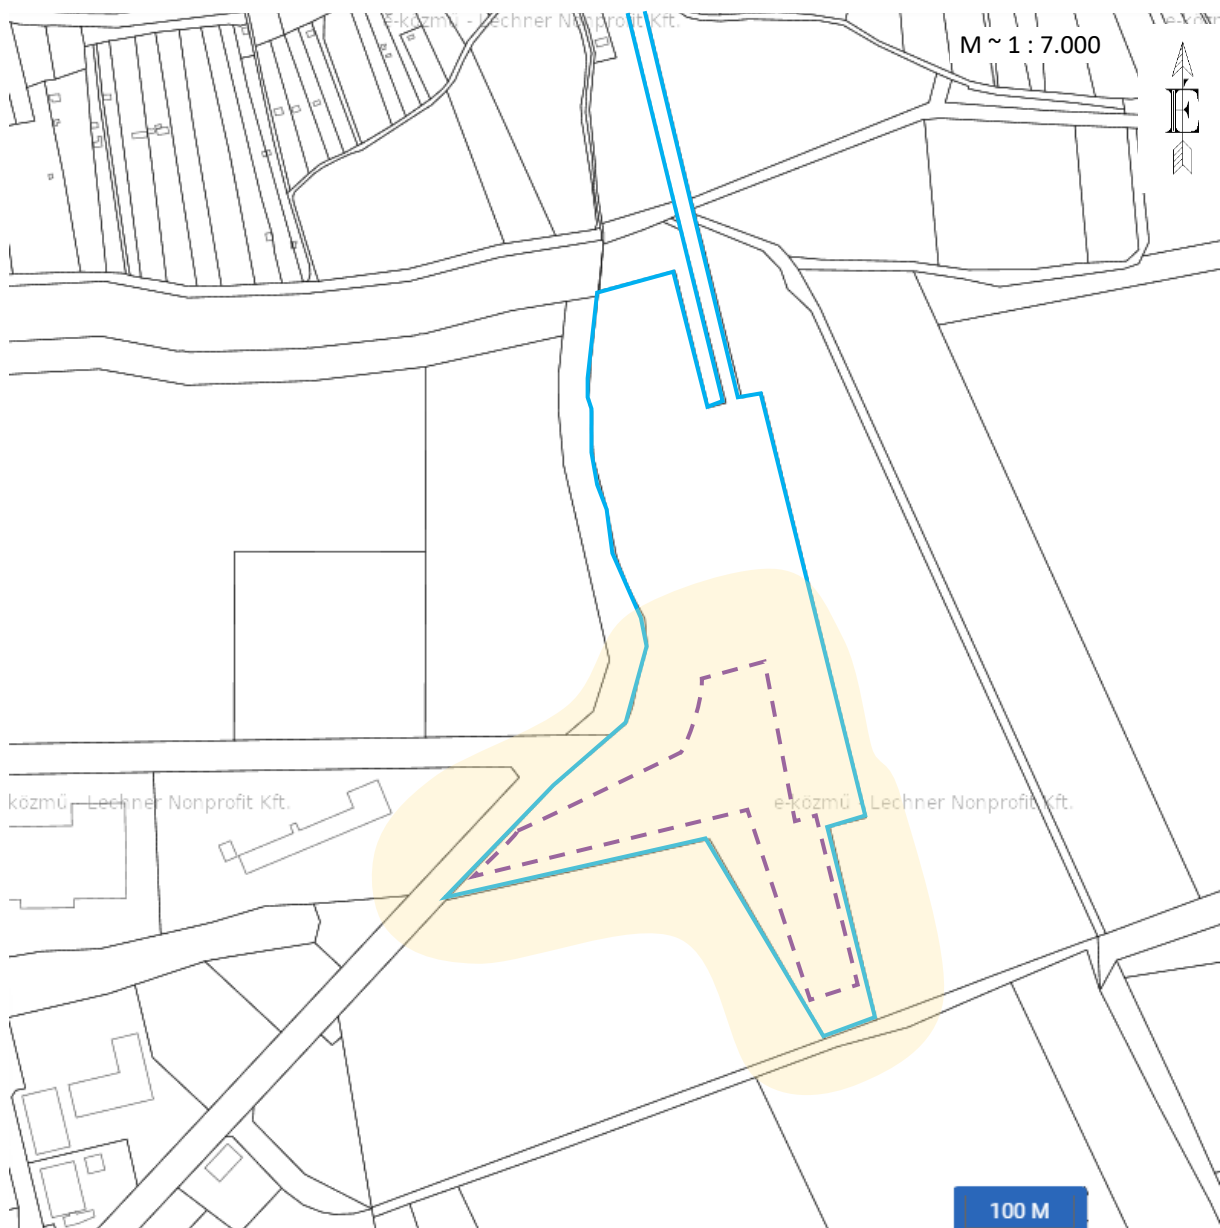 e-közmű - Lechner Nonprofit Kft.
M ~ 1 : 7.000
É
közmű - Lechner Nonprofit Kft.
e-közmű - Lechner Nonprofit Kft.
100 M